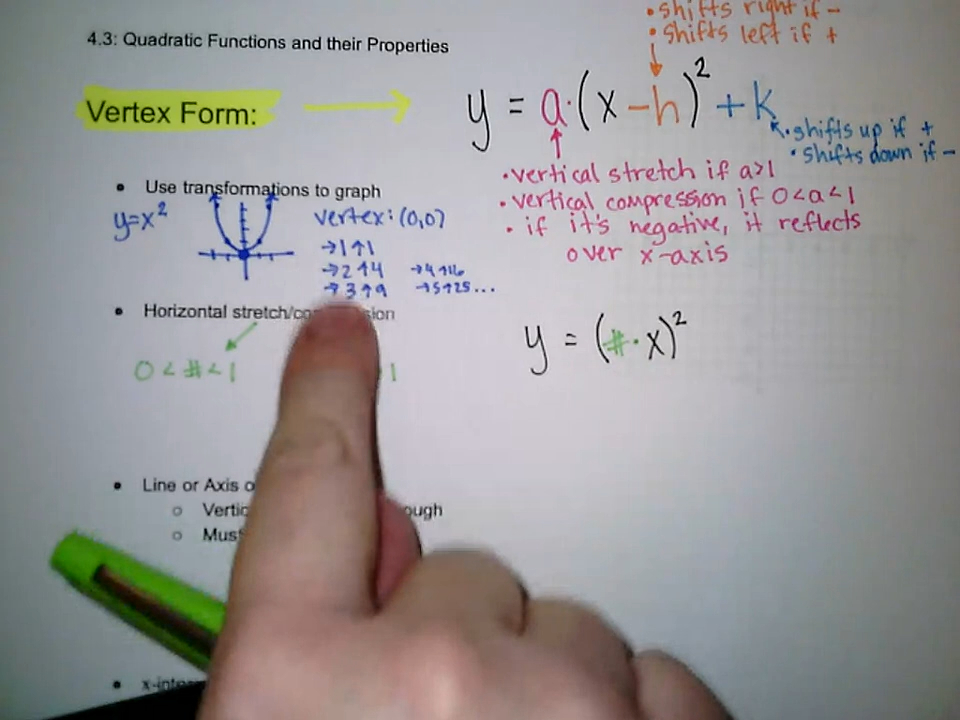 • shifts right if -
4.3: Quadratic Functions and their Properties
• shifts left if +
Vertex Form:
y = a·(x - h)² + k
• shifts up if +
• shifts down if -
• vertical stretch if a>1
• vertical compression if 0<a<1
• if it's negative, it reflects
over x-axis
• Use transformations to graph
y=x²
vertex: (0,0)
→1↑1
→2↑4 →4↑16
→3↑9 →5↑25...
• Horizontal stretch/
y = (#·x)²
0 < # < 1
1
• Line or Axis